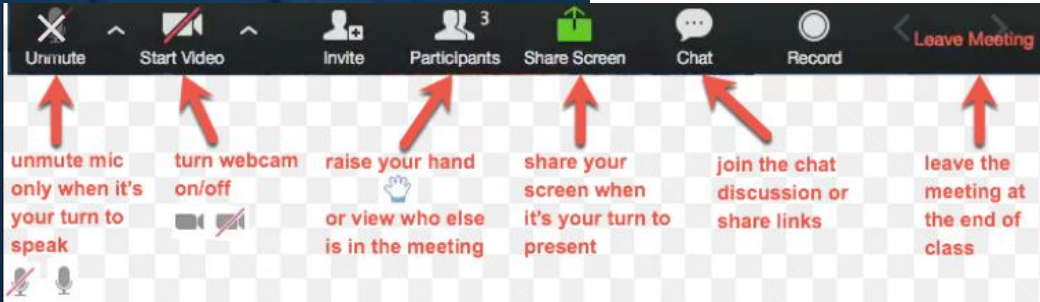 Unmute
Start Video
Invite
Participants
3
Share Screen
Chat
Record
Leave Meeting
unmute mic
only when it's
your turn to
speak
turn webcam
on/off
raise your hand
or view who else
is in the meeting
share your
screen when
it's your turn to
present
join the chat
discussion or
share links
leave the
meeting at
the end of
class